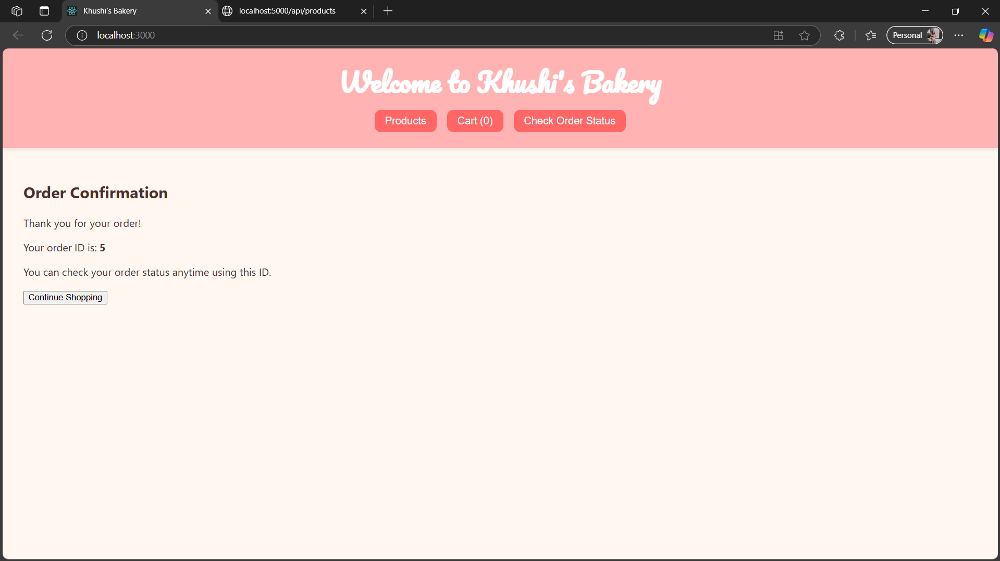 Khushi's Bakery
localhost:5000/api/products
localhost:3000
Personal
Welcome to Khushi's Bakery
Products
Cart (0)
Check Order Status
Order Confirmation
Thank you for your order!
Your order ID is: 5
You can check your order status anytime using this ID.
Continue Shopping